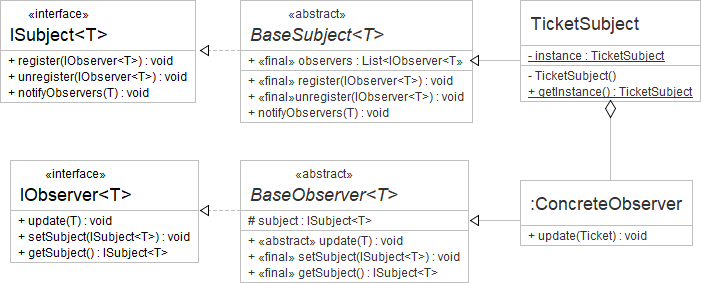 «interface»
ISubject<T>
+ register(IObserver<T>) : void
+ unregister(IObserver<T>) : void
+ notifyObservers(T) : void
«abstract»
BaseSubject<T>
+ «final» observers : List<IObserver<T»
+ «final» register(IObserver<T>) : void
+ «final»unregister(IObserver<T>) : void
+ notifyObservers(T) : void
TicketSubject
- instance : TicketSubject
- TicketSubject()
+ getInstance() : TicketSubject
«interface»
IObserver<T>
+ update(T) : void
+ setSubject(ISubject<T>) : void
+ getSubject() : ISubject<T>
«abstract»
BaseObserver<T>
# subject : ISubject<T>
+ «abstract» update(T) : void
+ «final» setSubject(ISubject<T>) : void
+ «final» getSubject() : ISubject<T>
:ConcreteObserver
+ update(Ticket) : void